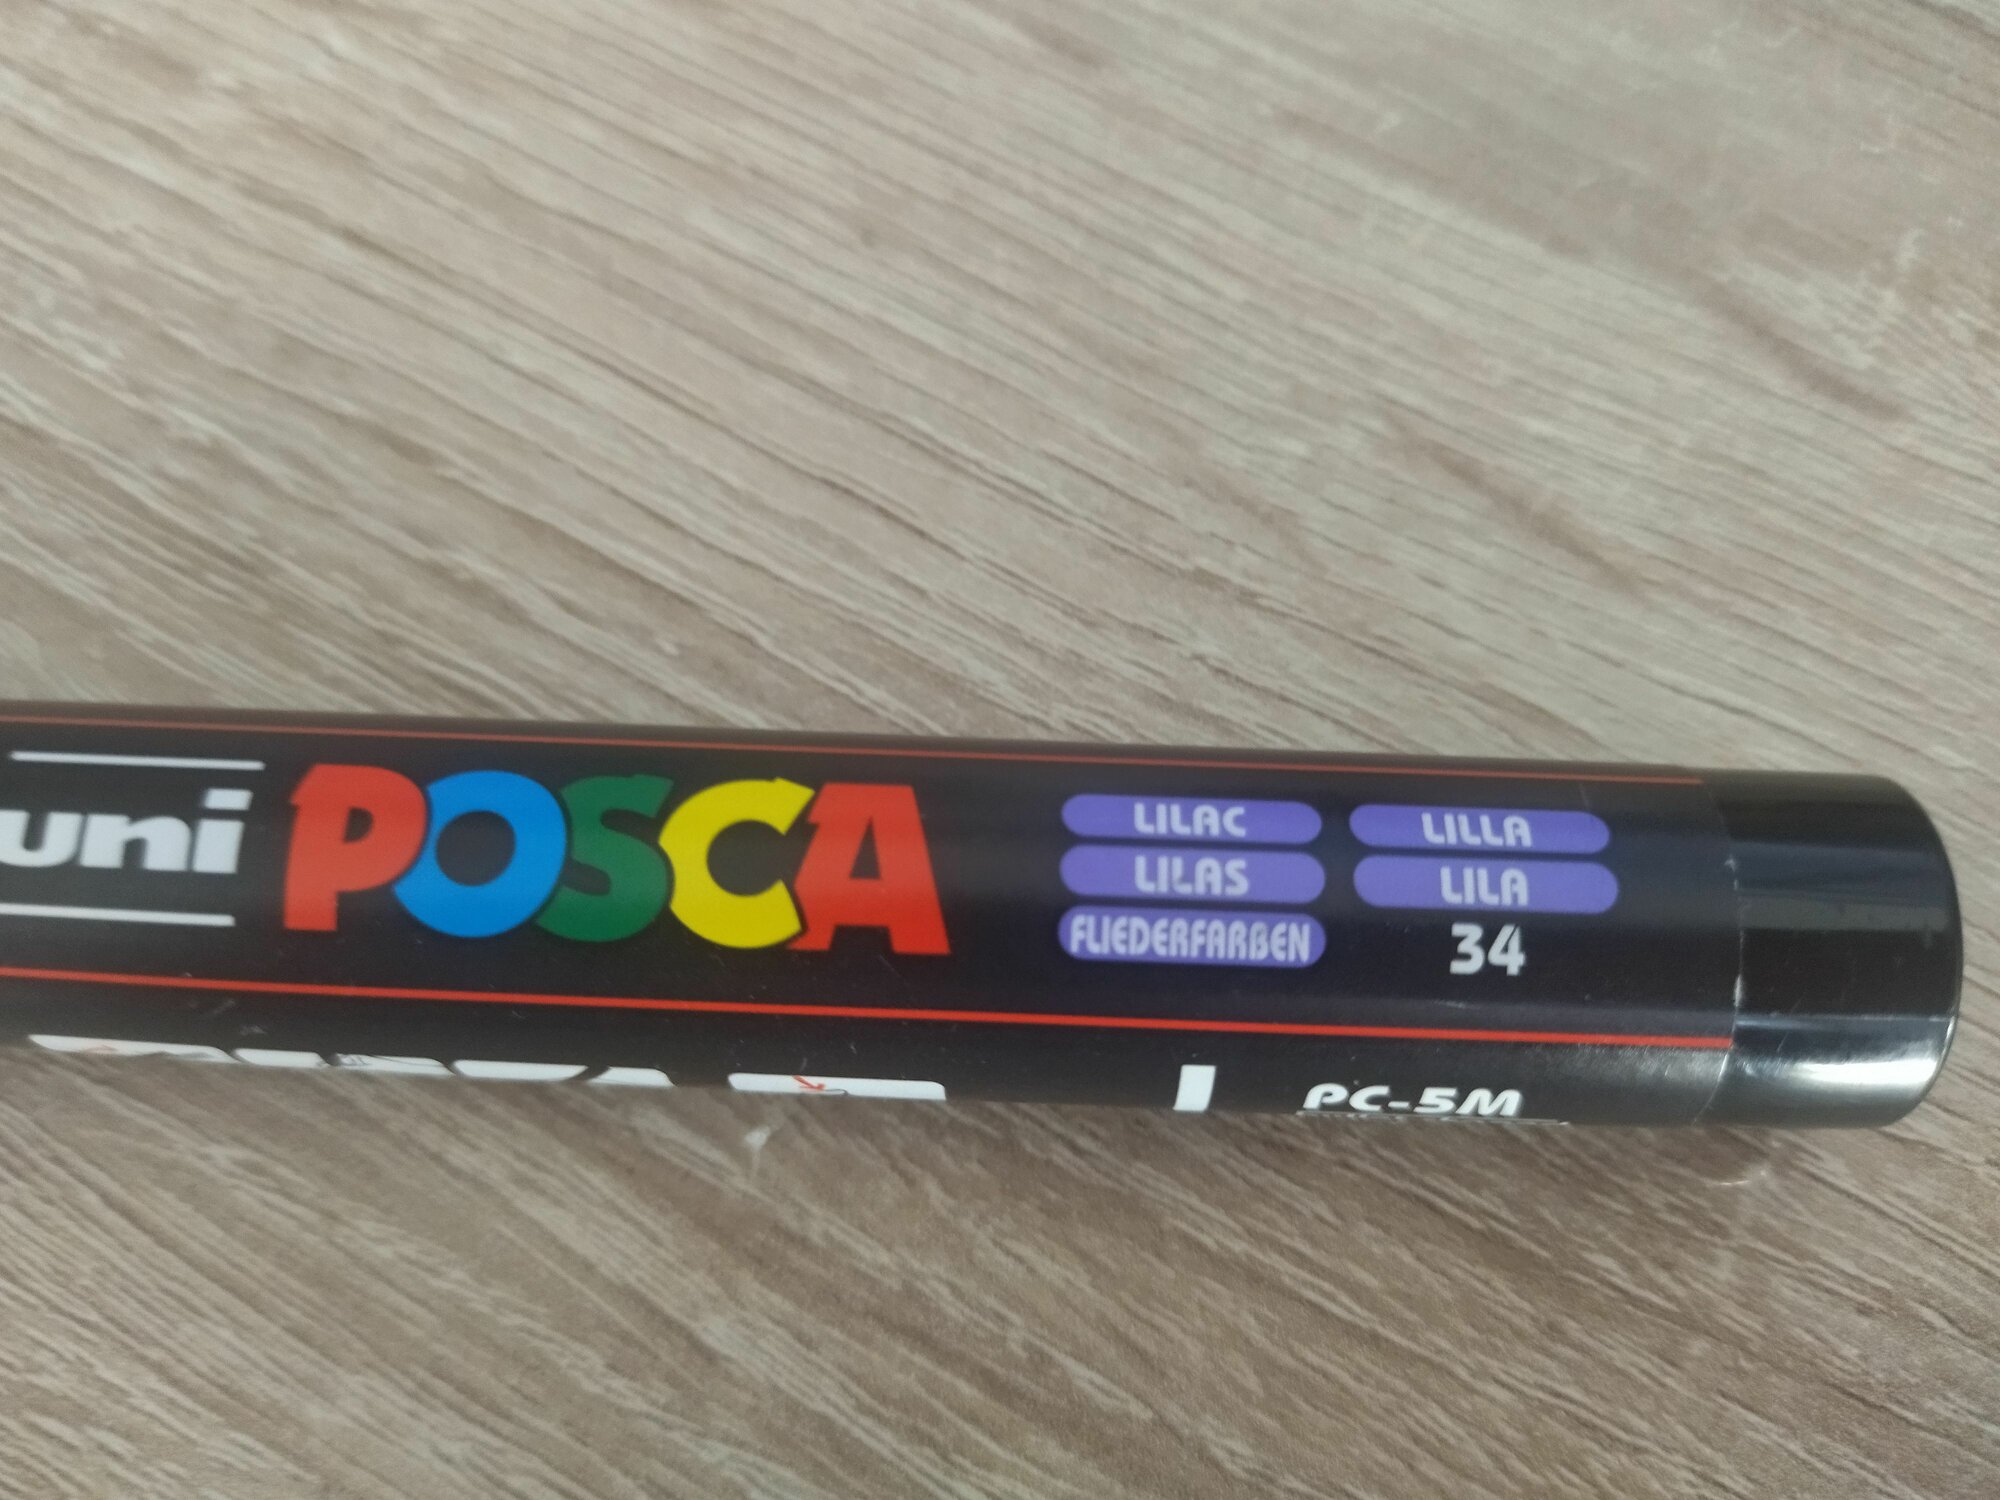 uni POSCA
LILAC LILLA
LILAS LILA
FLIEDERFARBEN 34
PC-5M